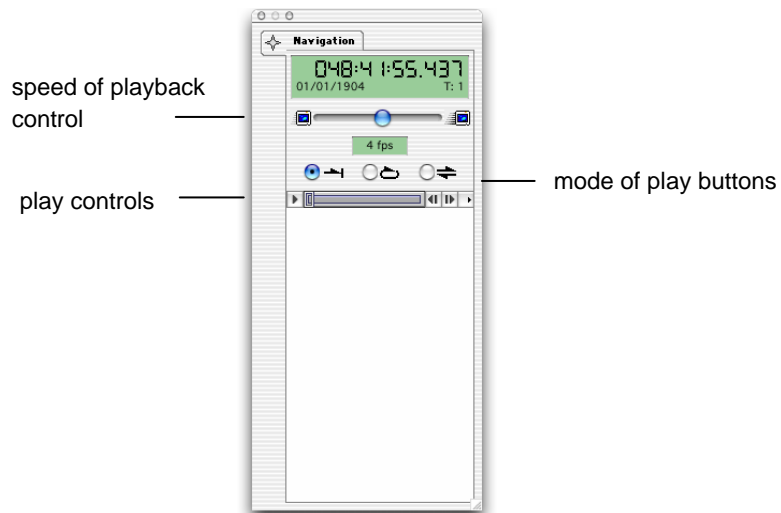 Navigation
048:41:55.437
01/01/1904 T: 1
speed of playback
control
4 fps
mode of play buttons
play controls